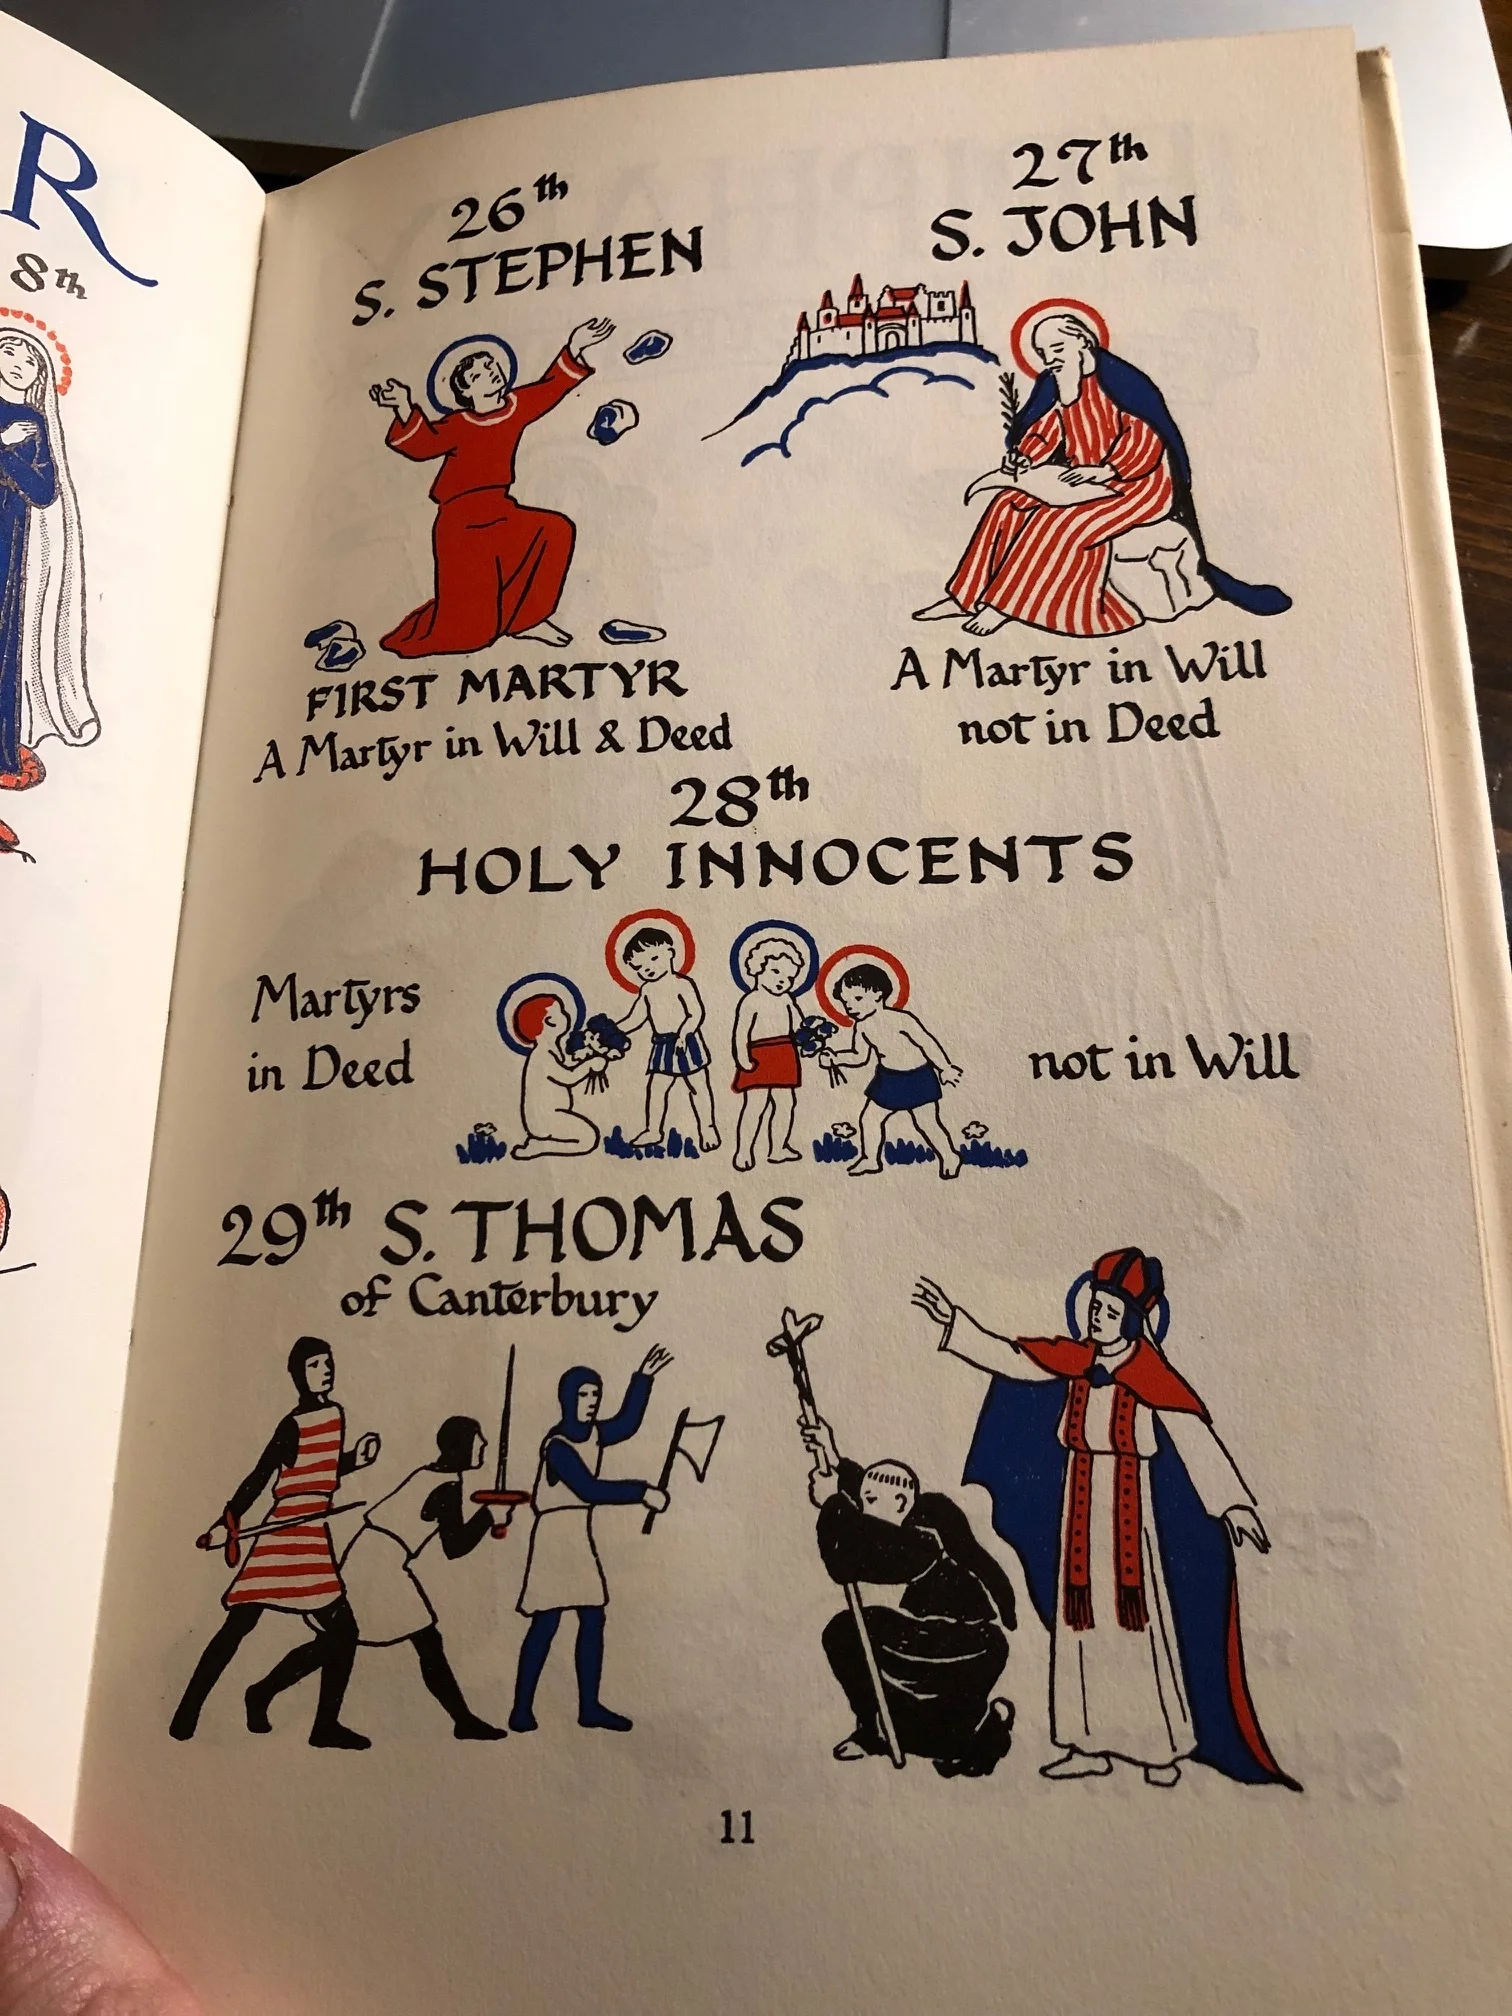 R
8th
26th
S. STEPHEN
FIRST MARTYR
A Martyr in Will & Deed
27th
S. JOHN
A Martyr in Will
not in Deed
28th
HOLY INNOCENTS
Martyrs
in Deed
not in Will
29th S. THOMAS
of Canterbury
11